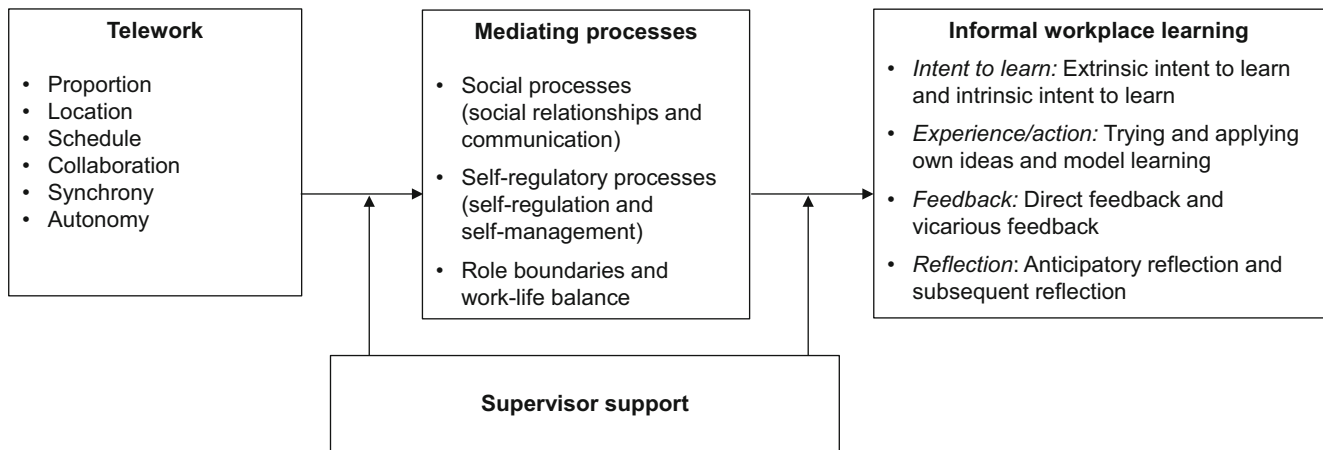 Telework
• Proportion
• Location
• Schedule
• Collaboration
• Synchrony
• Autonomy
Mediating processes
• Social processes
(social relationships and
communication)
• Self-regulatory processes
(self-regulation and
self-management)
• Role boundaries and
work-life balance
Informal workplace learning
• Intent to learn: Extrinsic intent to learn
and intrinsic intent to learn
• Experience/action: Trying and applying
own ideas and model learning
• Feedback: Direct feedback and
vicarious feedback
• Reflection: Anticipatory reflection and
subsequent reflection
Supervisor support